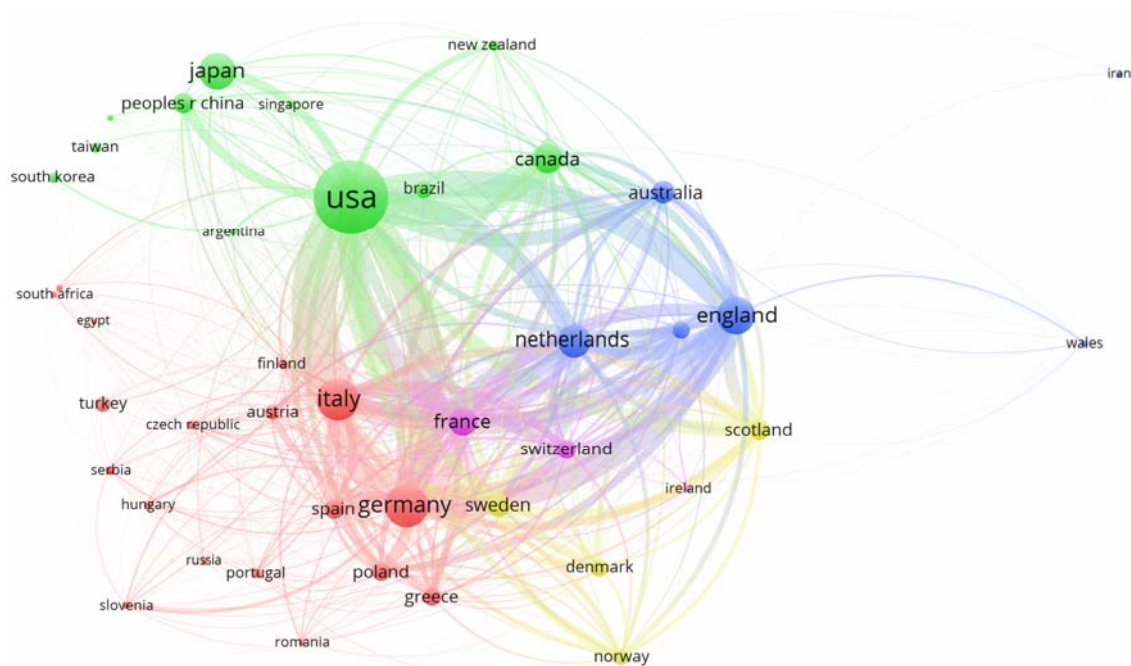 new zealand
japan
iran
peoples r china
singapore
taiwan
canada
south korea
brazil
australia
usa
argentina
south africa
england
egypt
netherlands
wales
finland
italy
turkey
austria
czech republic
france
scotland
switzerland
serbia
ireland
hungary
spain
germany
sweden
russia
portugal
poland
denmark
greece
slovenia
romania
norway